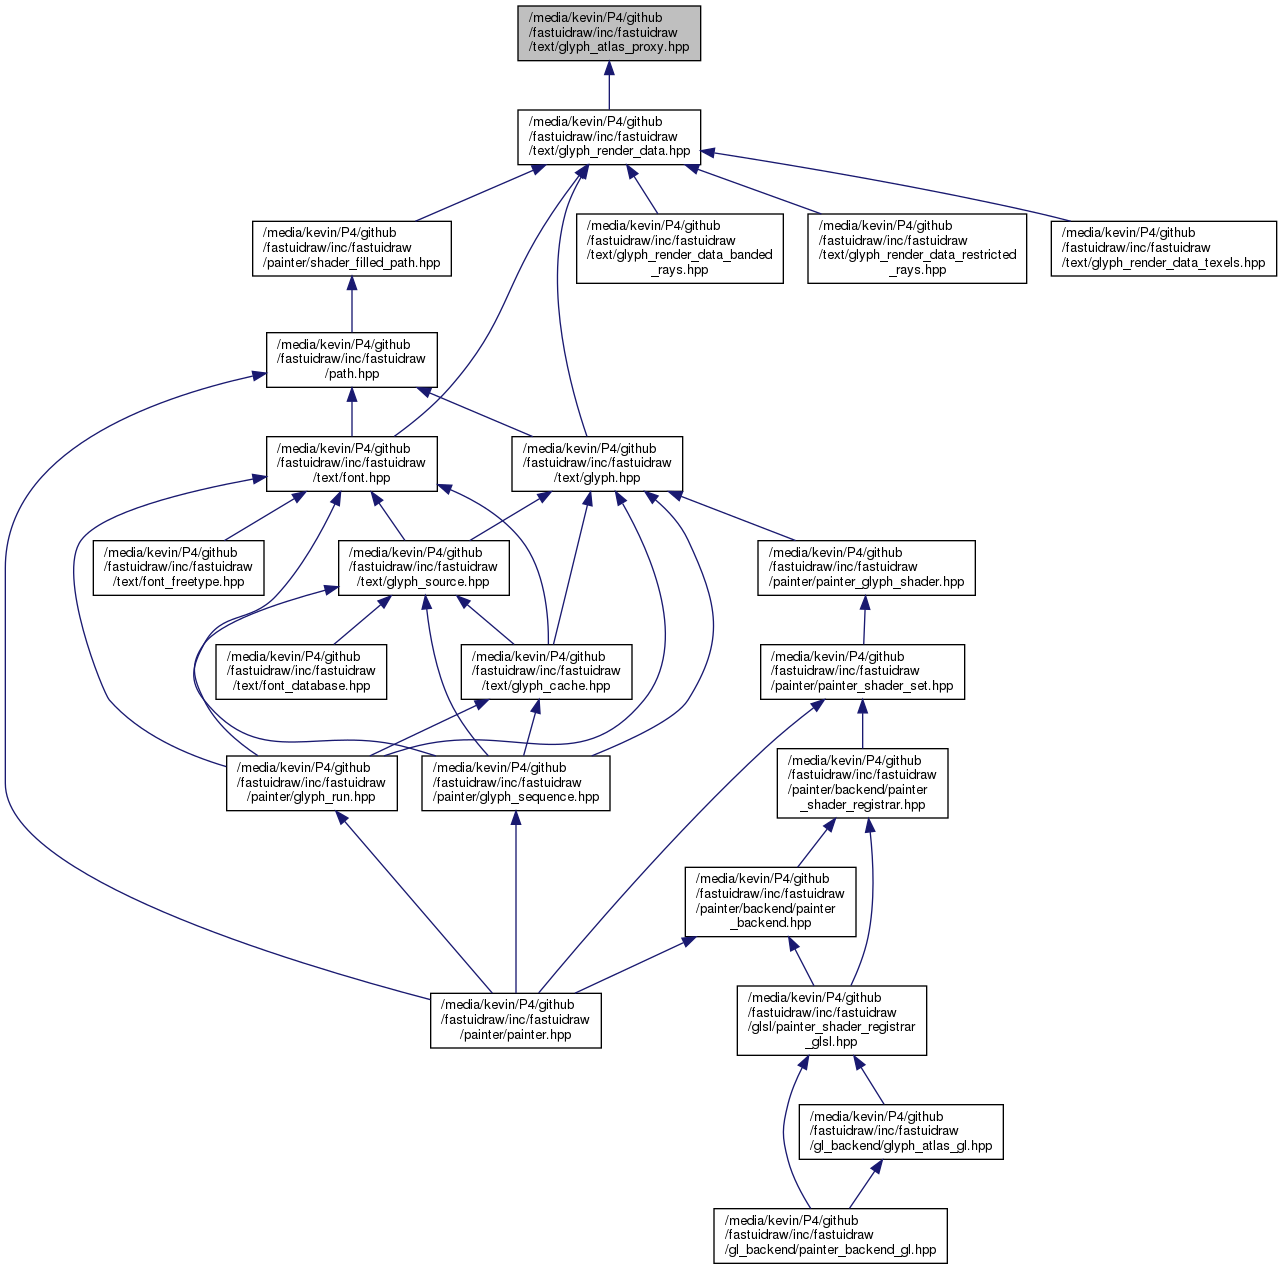 /media/kevin/P4/github
/fastuidraw/inc/fastuidraw
/text/glyph_atlas_proxy.hpp
/media/kevin/P4/github
/fastuidraw/inc/fastuidraw
/text/glyph_render_data.hpp
/media/kevin/P4/github
/fastuidraw/inc/fastuidraw
/painter/shader_filled_path.hpp
/media/kevin/P4/github
/fastuidraw/inc/fastuidraw
/text/glyph_render_data_banded
_rays.hpp
/media/kevin/P4/github
/fastuidraw/inc/fastuidraw
/text/glyph_render_data_restricted
_rays.hpp
/media/kevin/P4/github
/fastuidraw/inc/fastuidraw
/text/glyph_render_data_texels.hpp
/media/kevin/P4/github
/fastuidraw/inc/fastuidraw
/path.hpp
/media/kevin/P4/github
/fastuidraw/inc/fastuidraw
/text/font.hpp
/media/kevin/P4/github
/fastuidraw/inc/fastuidraw
/text/glyph.hpp
/media/kevin/P4/github
/fastuidraw/inc/fastuidraw
/text/font_freetype.hpp
/media/kevin/P4/github
/fastuidraw/inc/fastuidraw
/text/glyph_source.hpp
/media/kevin/P4/github
/fastuidraw/inc/fastuidraw
/painter/painter_glyph_shader.hpp
/media/kevin/P4/github
/fastuidraw/inc/fastuidraw
/text/font_database.hpp
/media/kevin/P4/github
/fastuidraw/inc/fastuidraw
/text/glyph_cache.hpp
/media/kevin/P4/github
/fastuidraw/inc/fastuidraw
/painter/painter_shader_set.hpp
/media/kevin/P4/github
/fastuidraw/inc/fastuidraw
/painter/glyph_run.hpp
/media/kevin/P4/github
/fastuidraw/inc/fastuidraw
/painter/glyph_sequence.hpp
/media/kevin/P4/github
/fastuidraw/inc/fastuidraw
/painter/backend/painter
_shader_registrar.hpp
/media/kevin/P4/github
/fastuidraw/inc/fastuidraw
/painter/backend/painter
_backend.hpp
/media/kevin/P4/github
/fastuidraw/inc/fastuidraw
/painter/painter.hpp
/media/kevin/P4/github
/fastuidraw/inc/fastuidraw
/glsl/painter_shader_registrar
_glsl.hpp
/media/kevin/P4/github
/fastuidraw/inc/fastuidraw
/gl_backend/glyph_atlas_gl.hpp
/media/kevin/P4/github
/fastuidraw/inc/fastuidraw
/gl_backend/painter_backend_gl.hpp